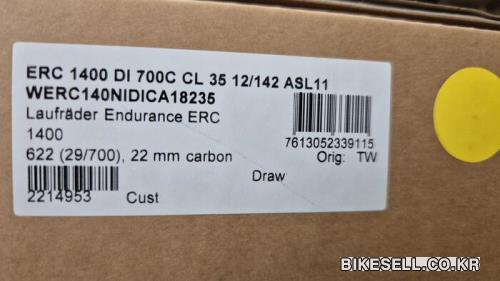 ERC 1400 DI 700C CL 35 12/142 ASL11
WERC140NIDICA18235
Laufräder Endurance ERC
1400
7613052339115
622 (29/700), 22 mm carbon
Orig: TW
Draw
2214953
Cust
BIKESELL.CO.KR